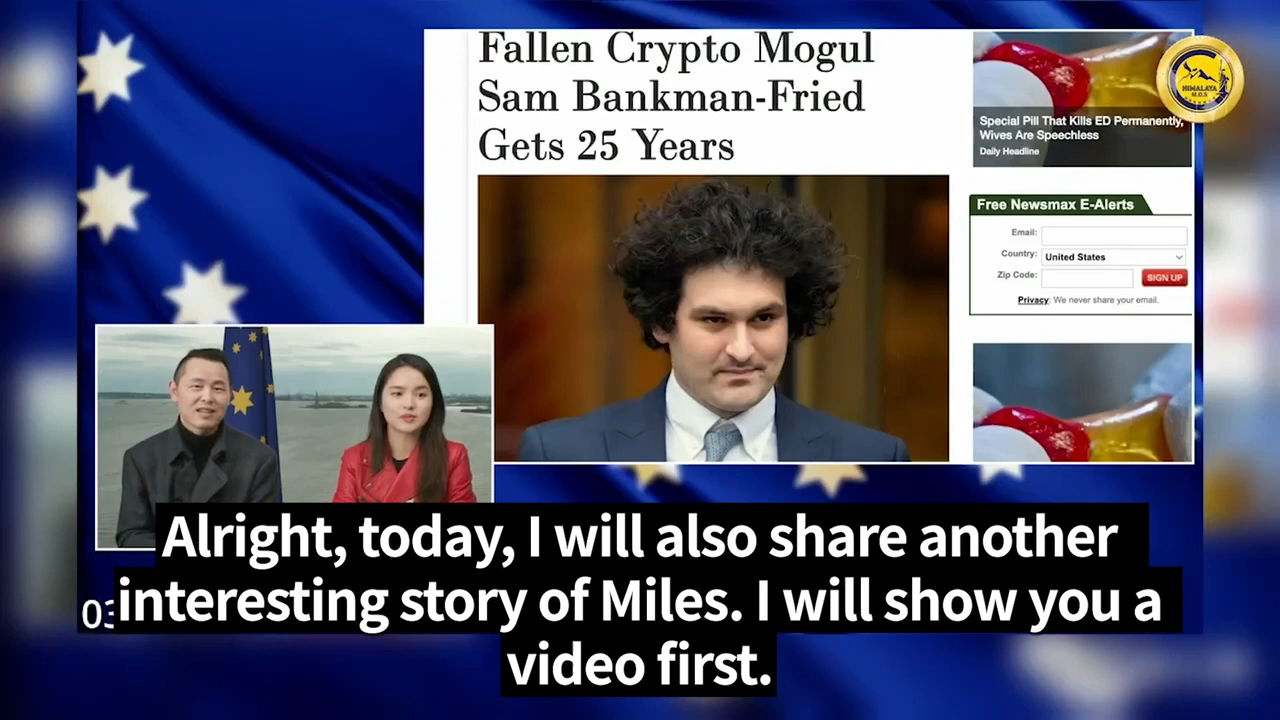 Fallen Crypto Mogul
Sam Bankman-Fried
Gets 25 Years
Special Pill That Kills ED Permanently,
Wives Are Speechless
Daily Headline
HIMALAYA
Free Newsmax E-Alerts
Email:
Country:
United States
Zip Code:
SIGN UP
Privacy: We never share your email.
03
Alright, today, I will also share another
interesting story of Miles. I will show you a
video first.